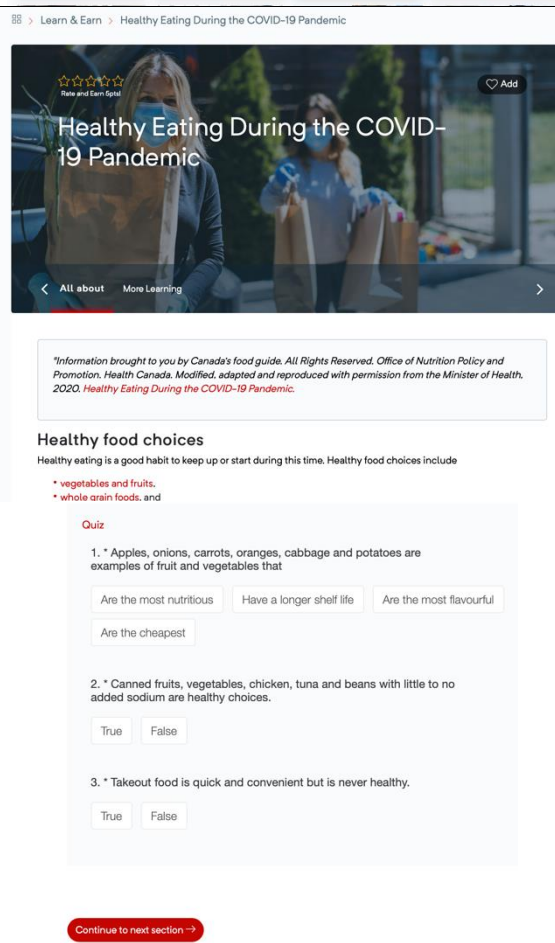 Learn & Earn > Healthy Eating During the COVID-19 Pandemic
Rate and Earn 5pts!
Add
Healthy Eating During the COVID-
19 Pandemic
All about More Learning
"Information brought to you by Canada's food guide. All Rights Reserved. Office of Nutrition Policy and
Promotion. Health Canada. Modified, adapted and reproduced with permission from the Minister of Health,
2020. Healthy Eating During the COVID-19 Pandemic.
Healthy food choices
Healthy eating is a good habit to keep up or start during this time. Healthy food choices include
• vegetables and fruits,
• whole grain foods, and
Quiz
1. * Apples, onions, carrots, oranges, cabbage and potatoes are
examples of fruit and vegetables that
Are the most nutritious Have a longer shelf life Are the most flavourful
Are the cheapest
2. * Canned fruits, vegetables, chicken, tuna and beans with little to no
added sodium are healthy choices.
True False
3. * Takeout food is quick and convenient but is never healthy.
True False
Continue to next section →